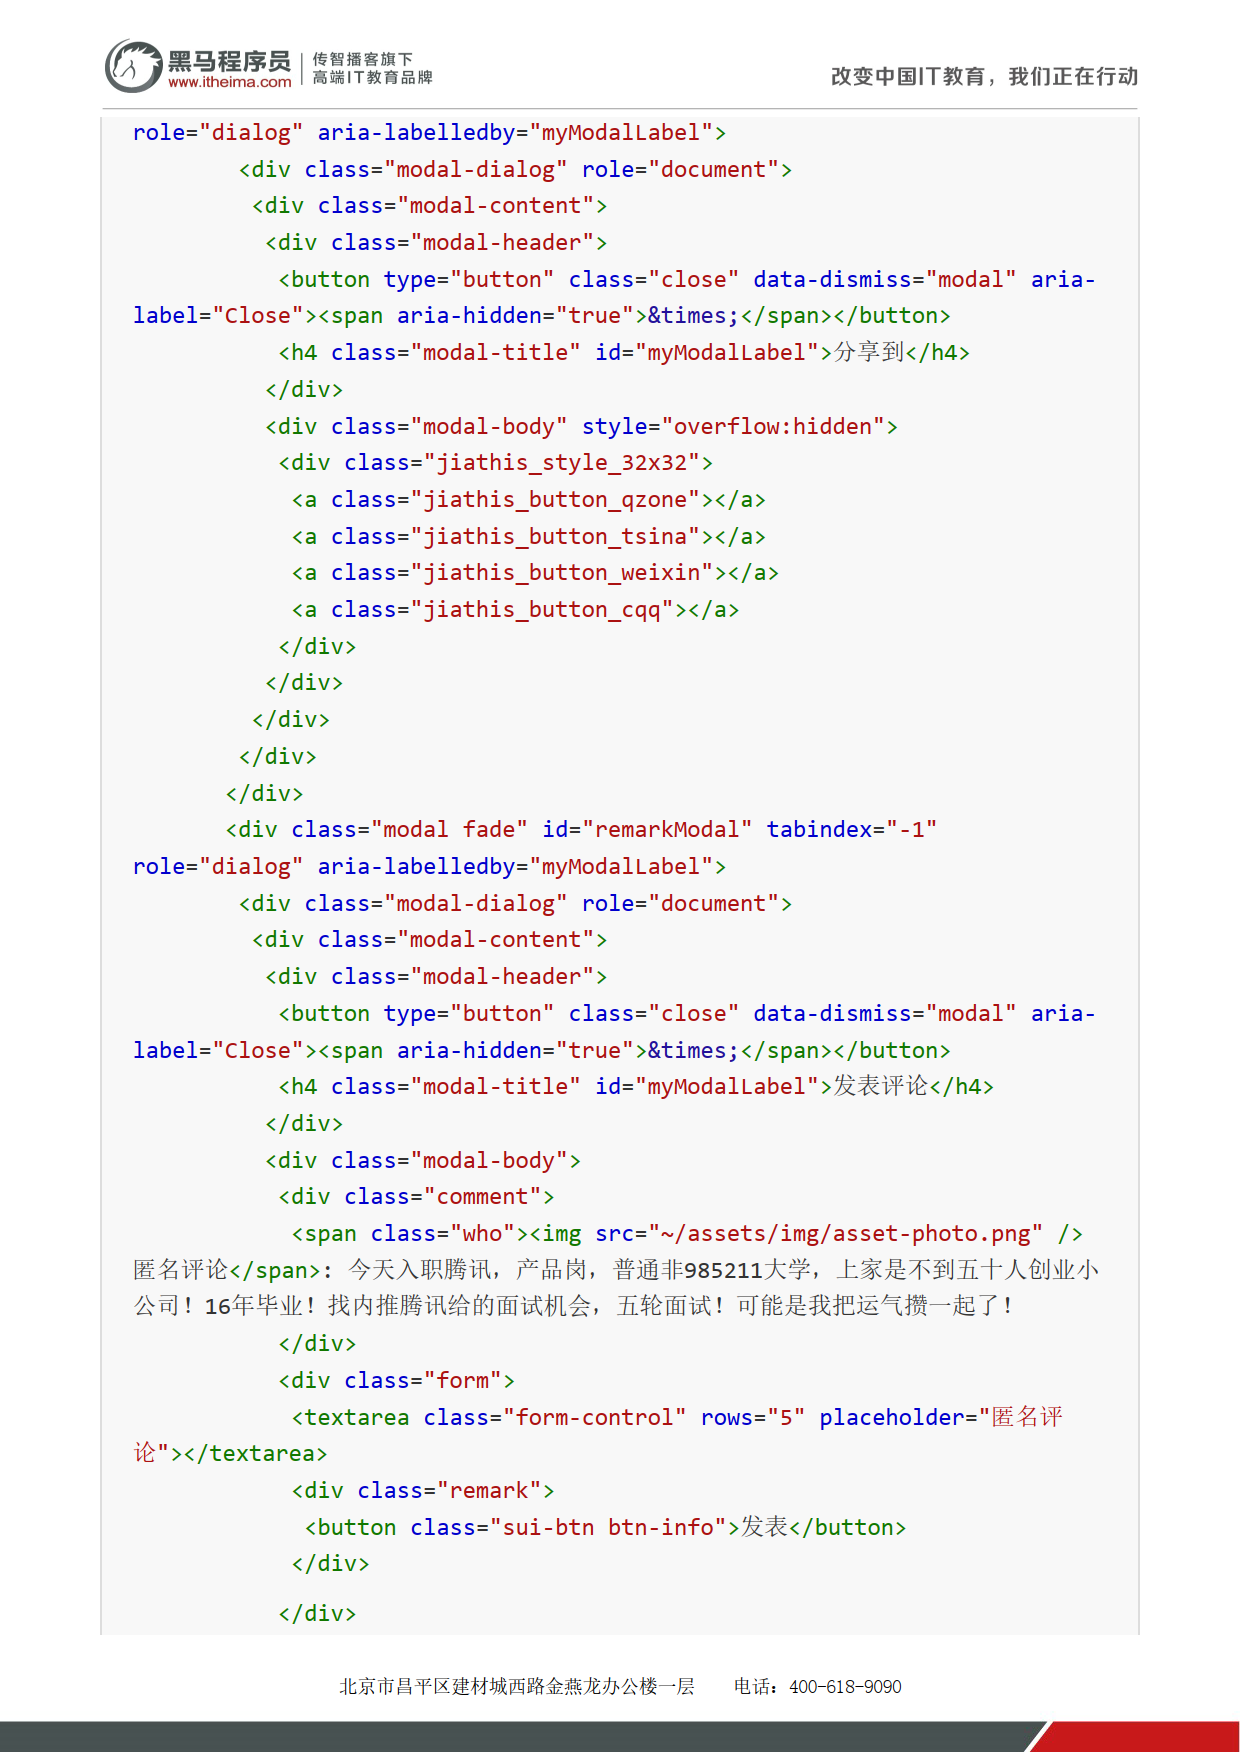 黑马程序员
www.itheima.com
传智播客旗下
高端IT教育品牌
改变中国IT教育，我们正在行动
role="dialog" aria-labelledby="myModalLabel">
<div class="modal-dialog" role="document">
<div class="modal-content">
<div class="modal-header">
<button type="button" class="close" data-dismiss="modal" aria-
label="Close"><span aria-hidden="true">&times;</span></button>
<h4 class="modal-title" id="myModalLabel">分享到</h4>
</div>
<div class="modal-body" style="overflow:hidden">
<div class="jiathis_style_32x32">
<a class="jiathis_button_qzone"></a>
<a class="jiathis_button_tsina"></a>
<a class="jiathis_button_weixin"></a>
<a class="jiathis_button_cqq"></a>
</div>
</div>
</div>
</div>
</div>
<div class="modal fade" id="remarkModal" tabindex="-1"
role="dialog" aria-labelledby="myModalLabel">
<div class="modal-dialog" role="document">
<div class="modal-content">
<div class="modal-header">
<button type="button" class="close" data-dismiss="modal" aria-
label="Close"><span aria-hidden="true">&times;</span></button>
<h4 class="modal-title" id="myModalLabel">发表评论</h4>
</div>
<div class="modal-body">
<div class="comment">
<span class="who"><img src="~/assets/img/asset-photo.png" />
匿名评论</span>: 今天入职腾讯，产品岗，普通非985211大学，上家是不到五十人创业小
公司！16年毕业！找内推腾讯给的面试机会，五轮面试！可能是我把运气攒一起了！
</div>
<div class="form">
<textarea class="form-control" rows="5" placeholder="匿名评
论"></textarea>
<div class="remark">
<button class="sui-btn btn-info">发表</button>
</div>
</div>
北京市昌平区建材城西路金燕龙办公楼一层 电话：400-618-9090